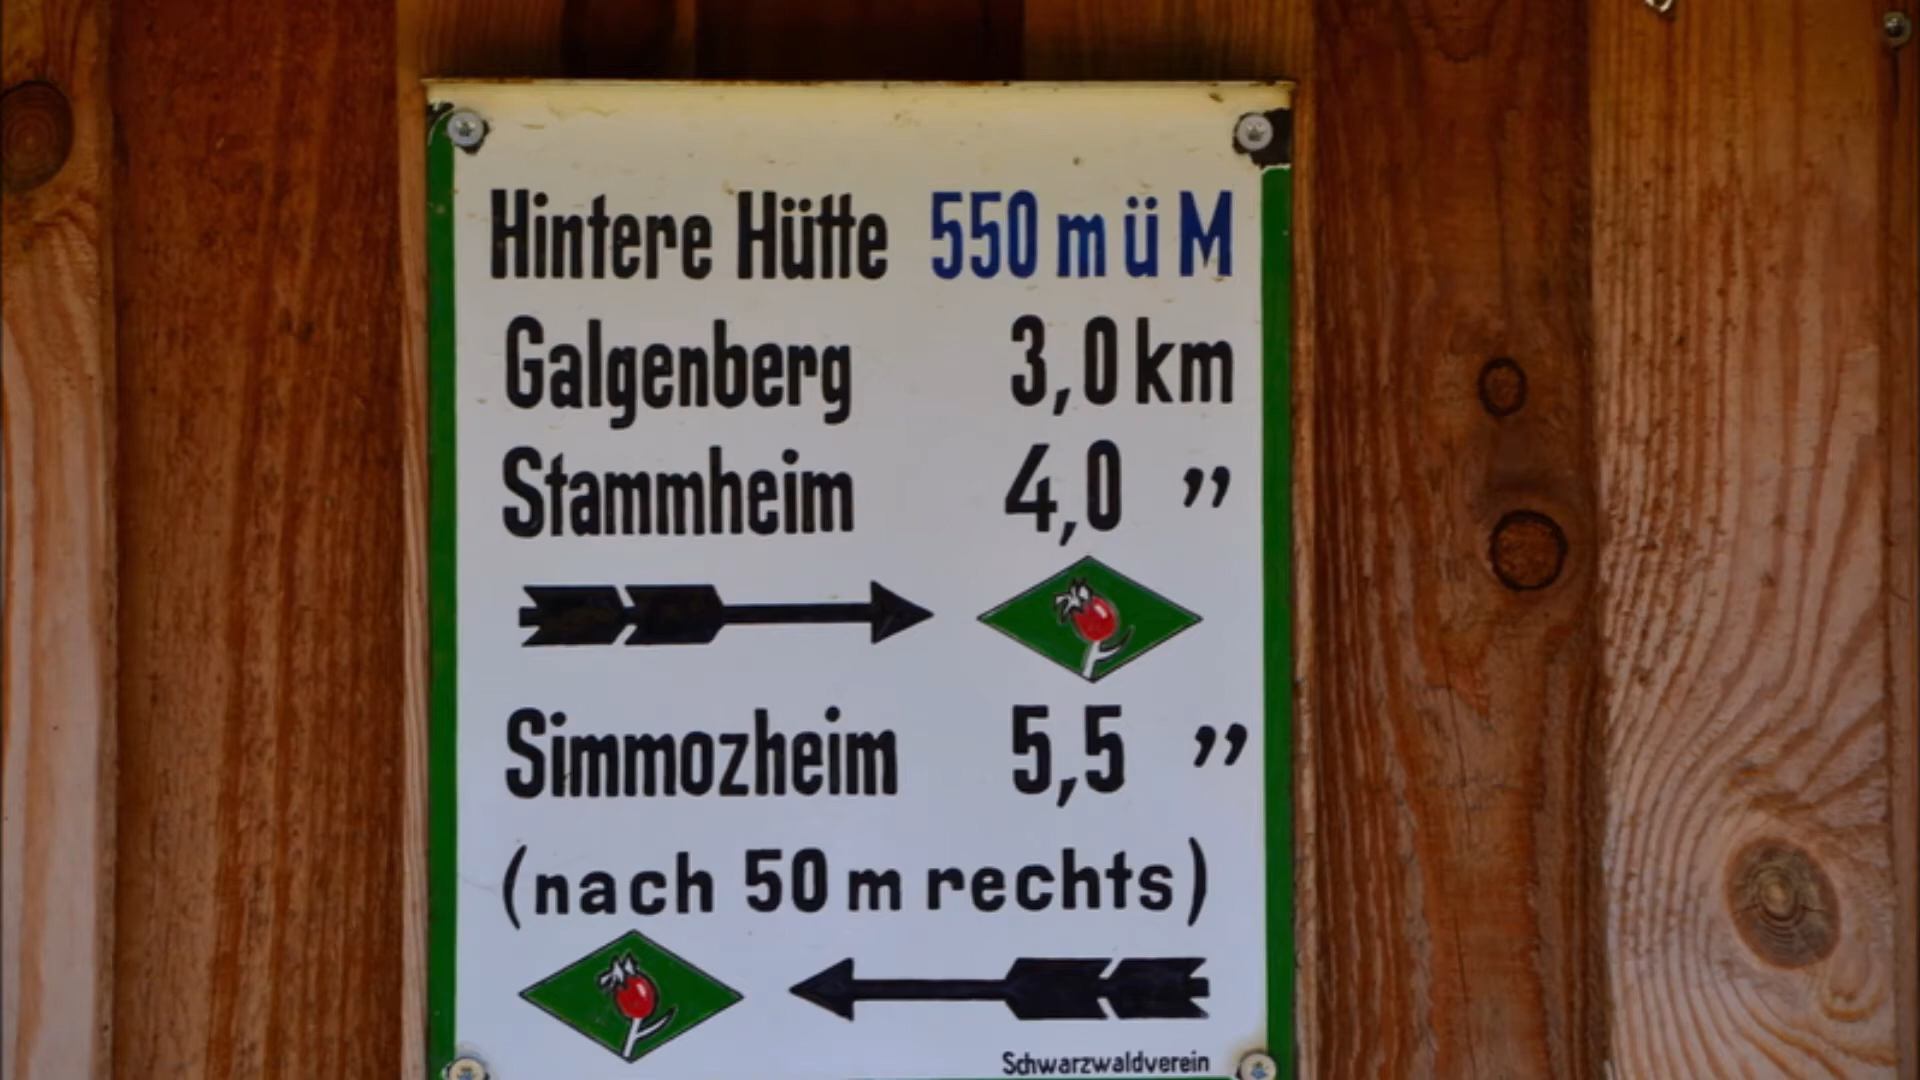 Hintere Hütte 550 m ü M
Galgenberg 3,0 km
Stammheim 4,0 ”
Simmozheim 5,5 ”
(nach 50 m rechts)
Schwarzwaldverein